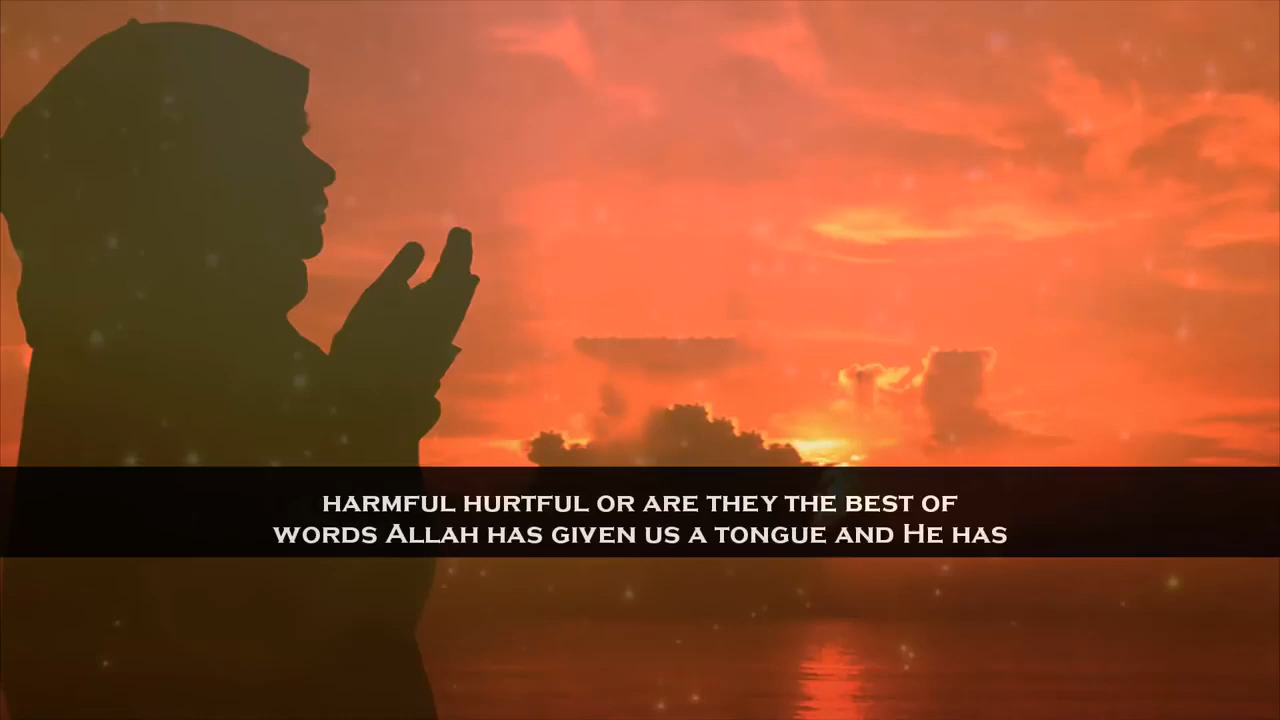 HARMFUL HURTFUL OR ARE THEY THE BEST OF
WORDS ALLAH HAS GIVEN US A TONGUE AND HE HAS